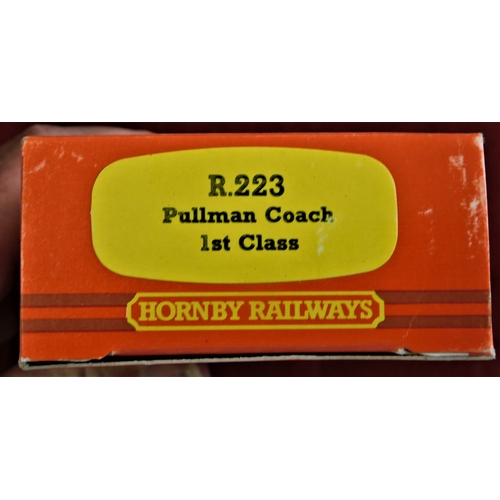 R.223
Pullman Coach
1st Class
HORNBY RAILWAYS